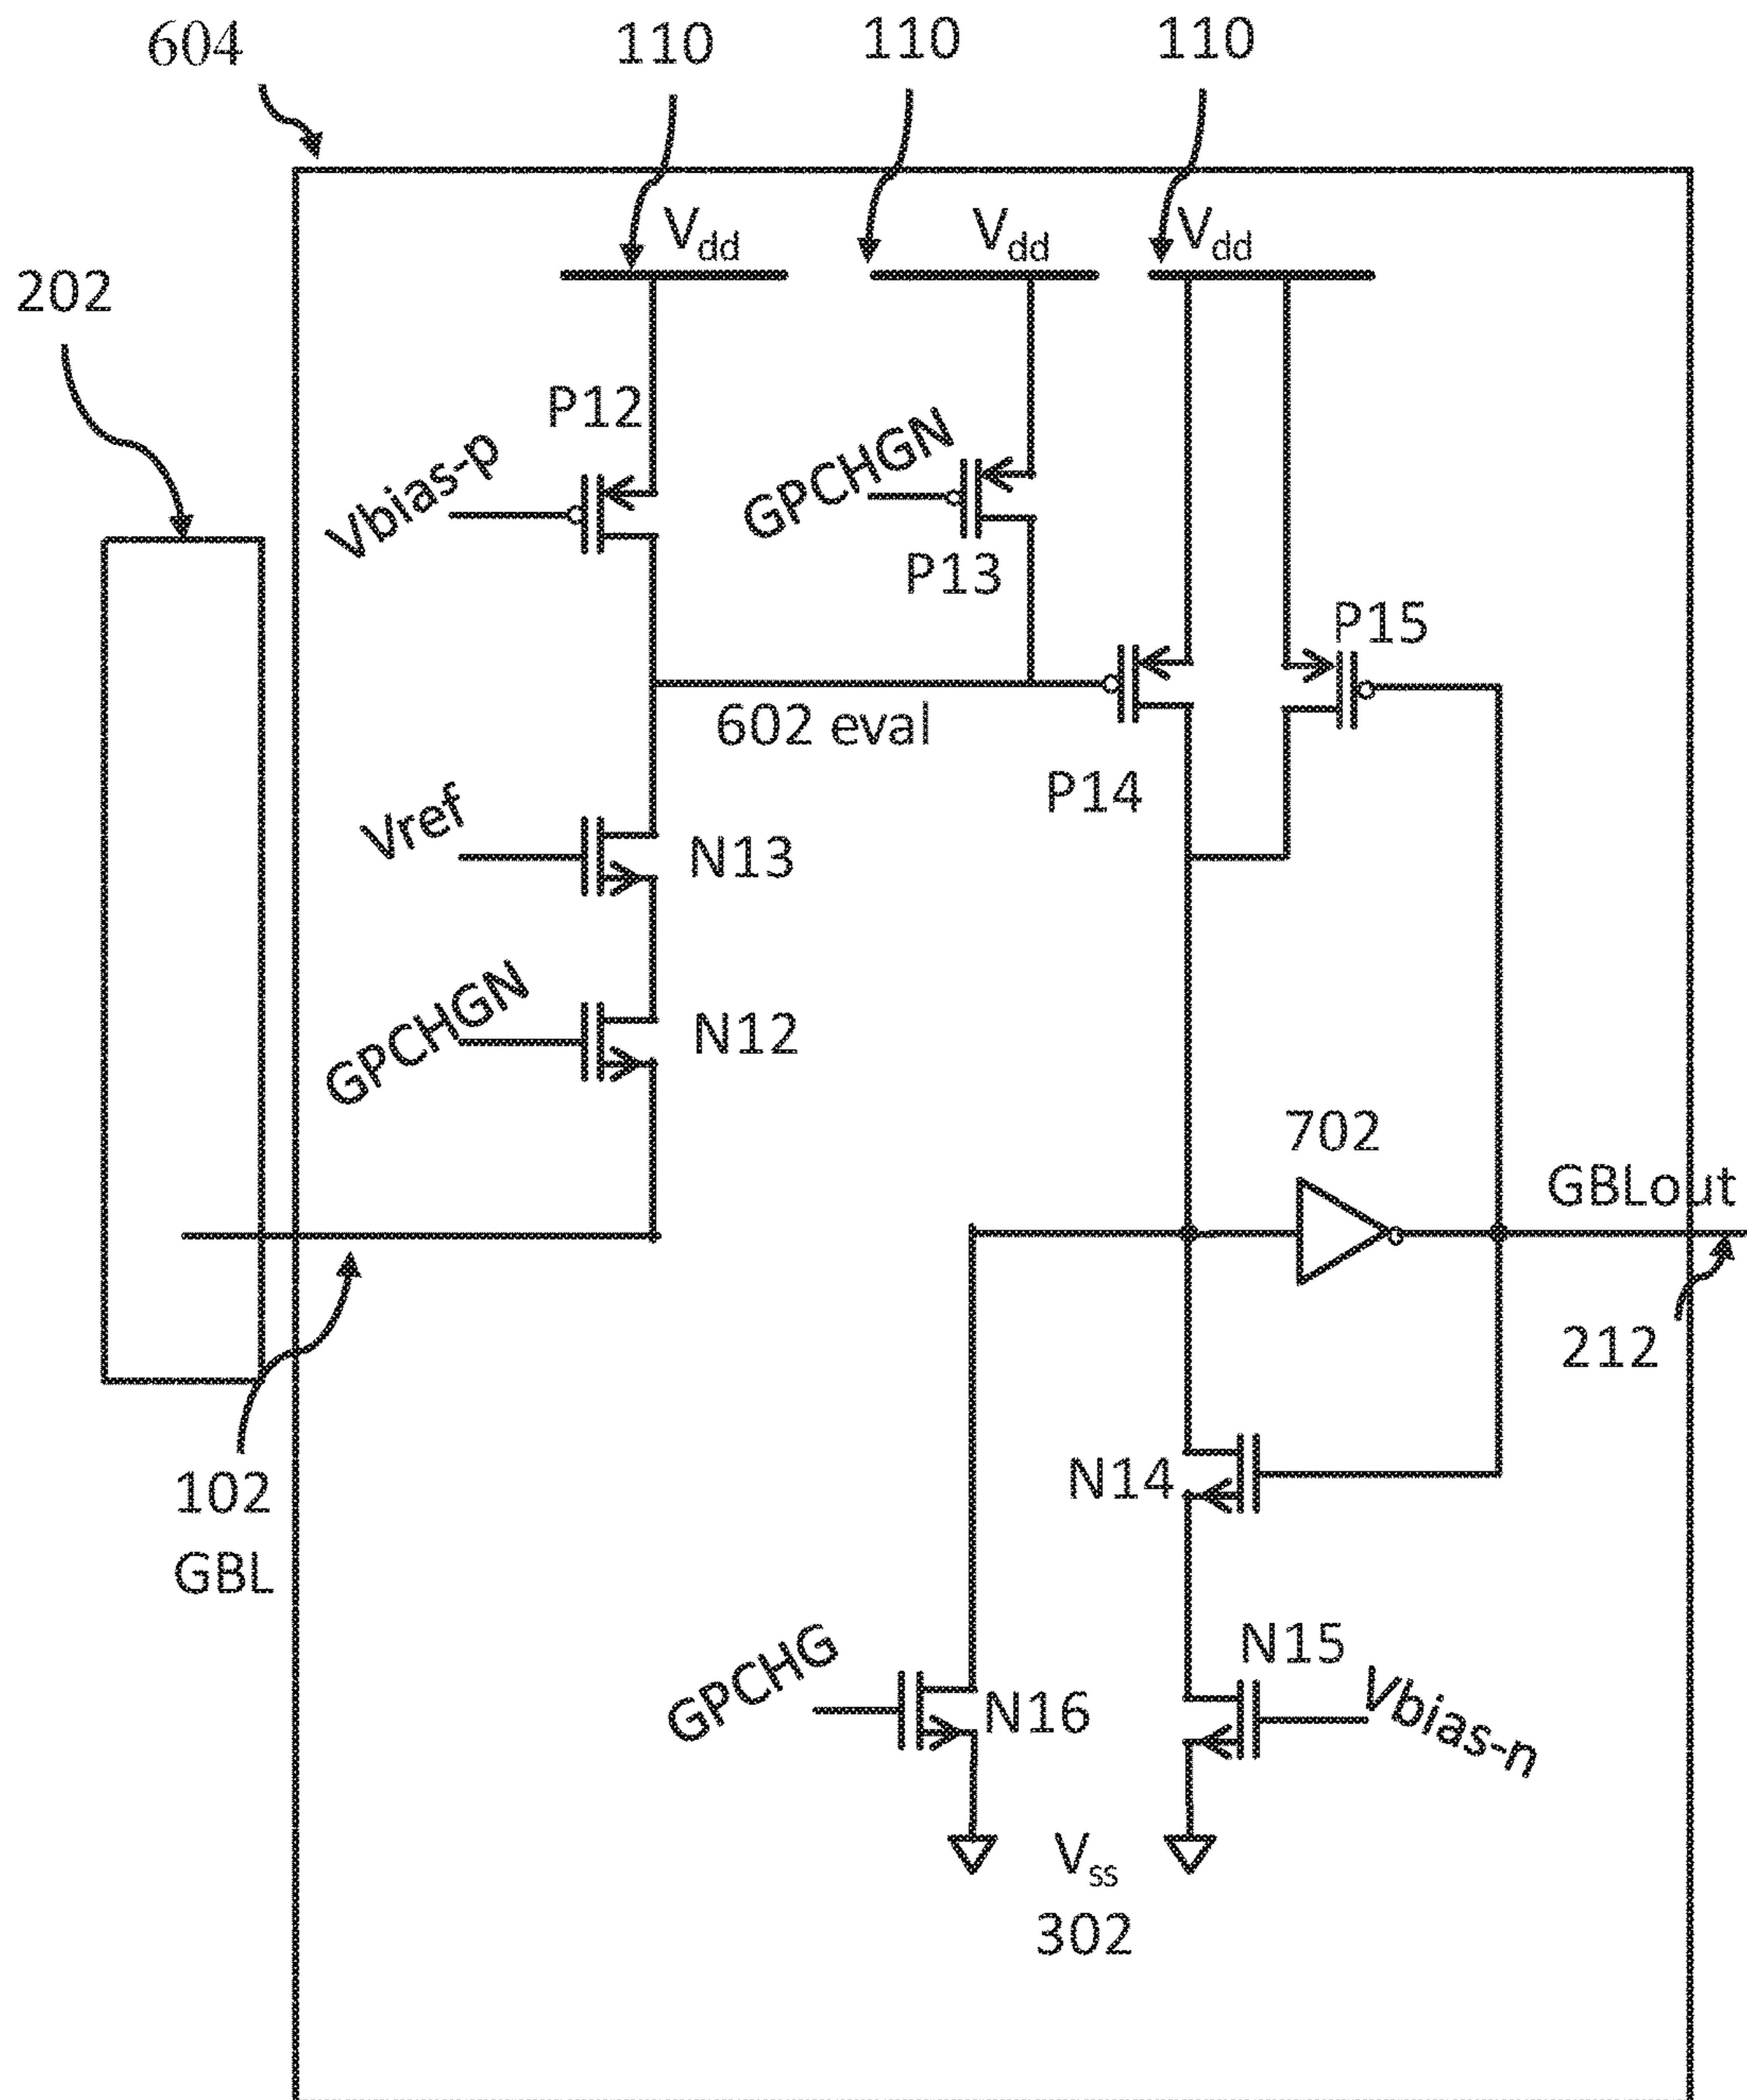 604
110
110
110
Vdd
Vdd
Vdd
202
P12
Vbias-p
GPCHGN
P13
P15
602 eval
P14
Vref
N13
GPCHGN
N12
702
GBLout
212
102
GBL
N14
GPCHG
N16
N15
Vbias-n
Vss
302